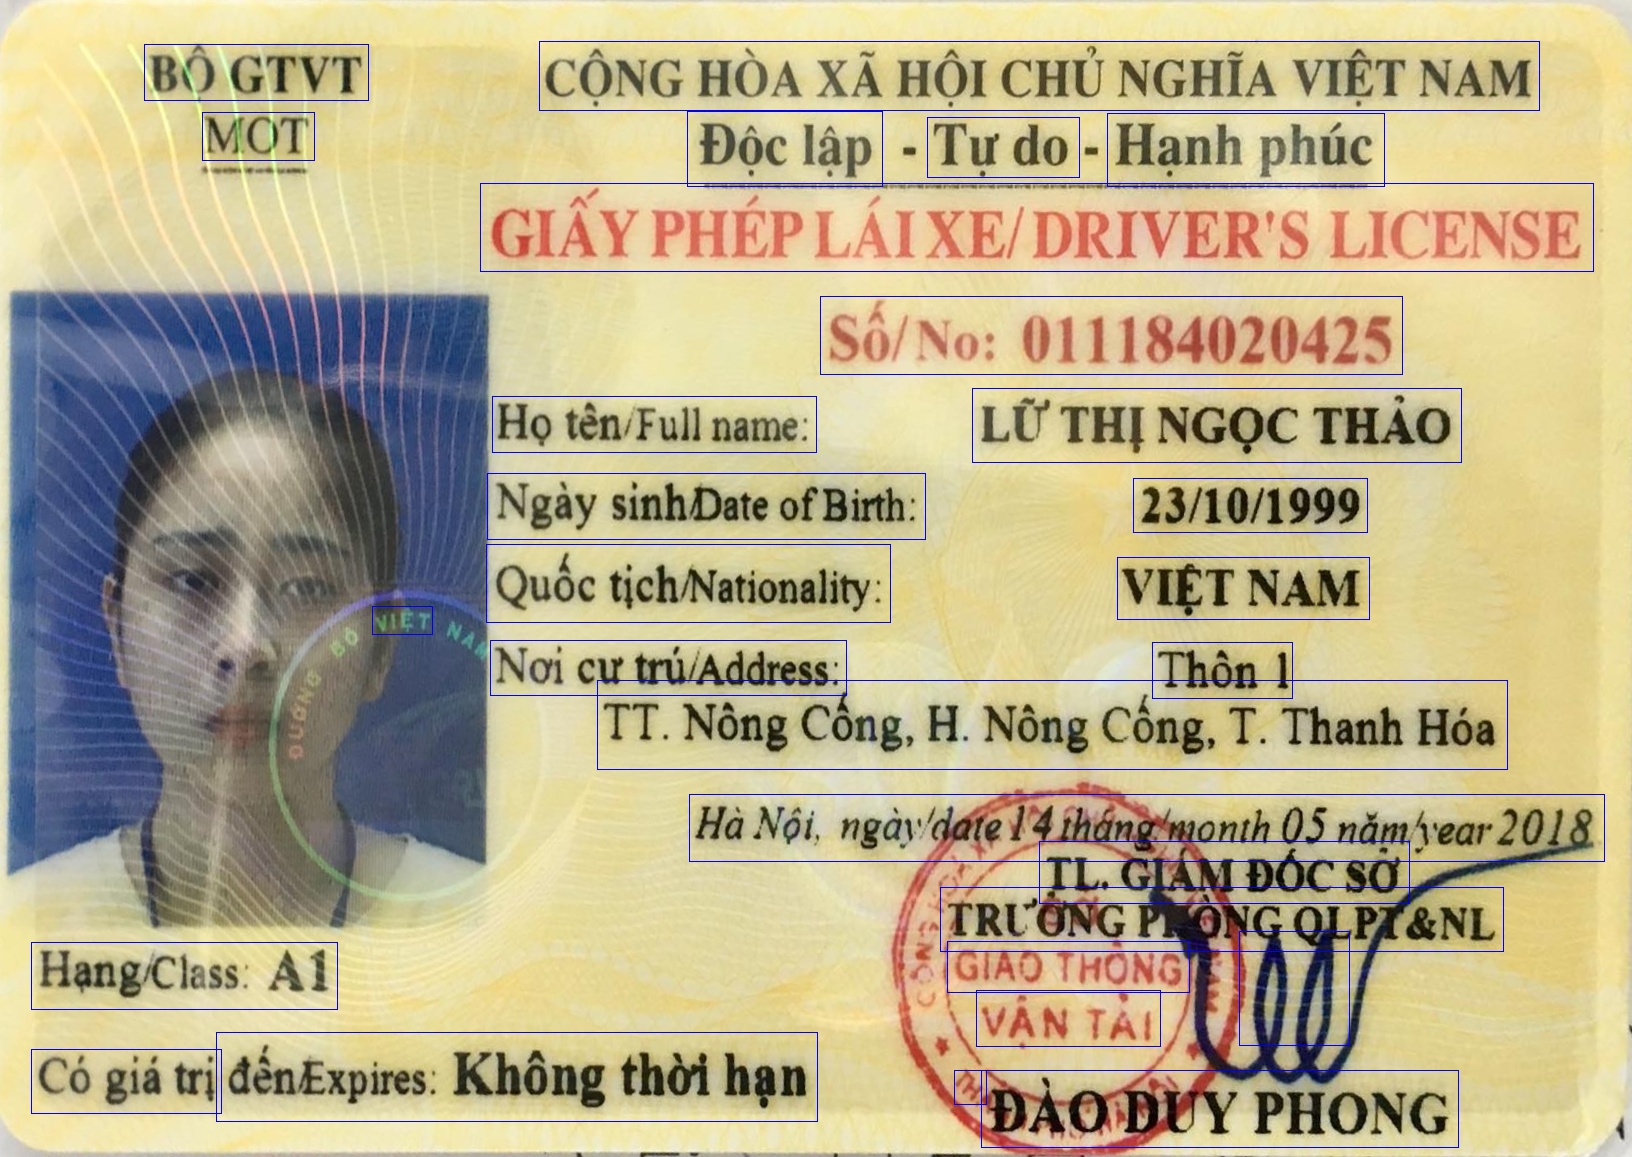 BỘ GTVT
MOT
CỘNG HÒA XÃ HỘI CHỦ NGHĨA VIỆT NAM
Độc lập - Tự do - Hạnh phúc
GIẤY PHÉP LÁI XE/ DRIVER'S LICENSE
Số/ No: 011184020425
Họ tên/Full name: LỮ THỊ NGỌC THẢO
Ngày sinh/Date of Birth: 23/10/1999
Quốc tịch/Nationality: VIỆT NAM
Nơi cư trú/Address: Thôn 1
TT. Nông Cống, H. Nông Cống, T. Thanh Hóa
ĐƯỜNG BỘ VIỆT NAM
Hà Nội, ngày/date 14 tháng/month 05 năm/year 2018
TL. GIÁM ĐỐC SỞ
TRƯỞNG PHÒNG QLPT&NL
GIAO THÔNG
VẬN TẢI
ĐÀO DUY PHONG
Hạng/Class: A1
Có giá trị đến/Expires: Không thời hạn